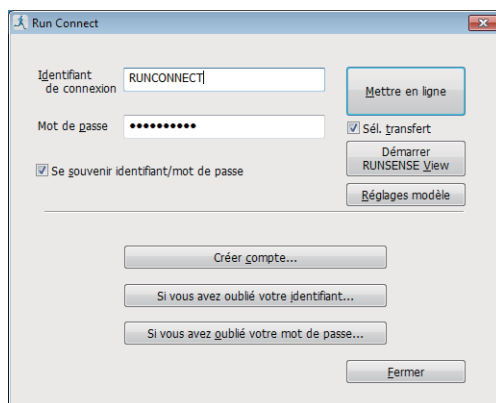 Run Connect
Identifiant
de connexion
RUNCONNECT
Mettre en ligne
Mot de passe
••••••••••
Sél. transfert
Se souvenir identifiant/mot de passe
Démarrer
RUNSENSE View
Réglages modèle
Créer compte...
Si vous avez oublié votre identifiant...
Si vous avez oublié votre mot de passe...
Fermer